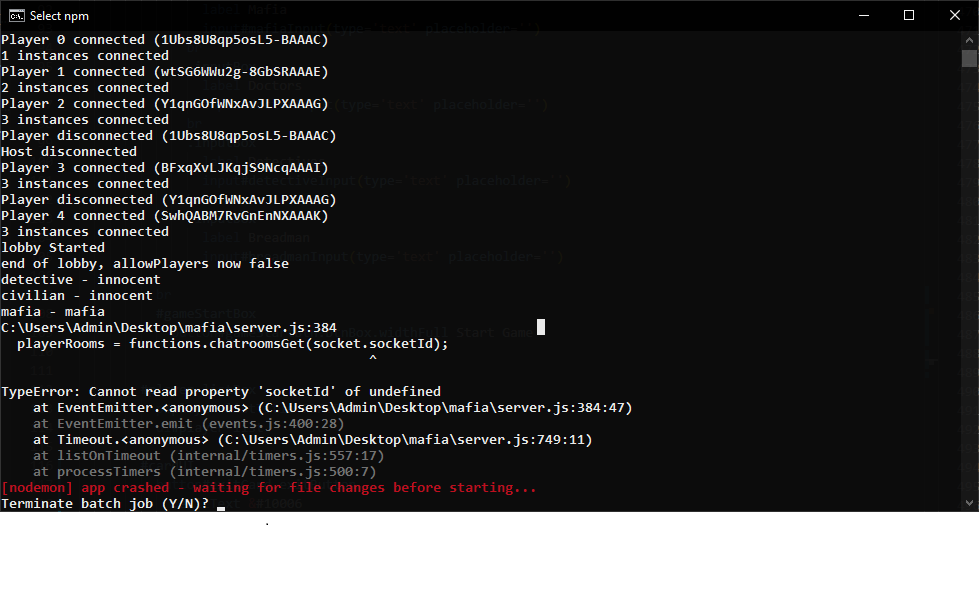 Select npm
Player 0 connected (1Ubs8U8qp5osL5-BAAAC)
1 instances connected
Player 1 connected (wtSG6WWu2g-8GbSRAAAE)
2 instances connected
Player 2 connected (Y1qnGOfWNxAvJLPXAAAG)
3 instances connected
Player disconnected (1Ubs8U8qp5osL5-BAAAC)
Host disconnected
Player 3 connected (BFxqXvLJKqjS9NcqAAAI)
3 instances connected
Player disconnected (Y1qnGOfWNxAvJLPXAAAG)
Player 4 connected (SwhQABM7RvGnEnNXAAAK)
3 instances connected
lobby Started
end of lobby, allowPlayers now false
detective - innocent
civilian - innocent
mafia - mafia
C:\Users\Admin\Desktop\mafia\server.js:384
  playerRooms = functions.chatroomsGet(socket.socketId);
                                              ^
TypeError: Cannot read property 'socketId' of undefined
    at EventEmitter.<anonymous> (C:\Users\Admin\Desktop\mafia\server.js:384:47)
    at EventEmitter.emit (events.js:400:28)
    at Timeout.<anonymous> (C:\Users\Admin\Desktop\mafia\server.js:749:11)
    at listOnTimeout (internal/timers.js:557:17)
    at processTimers (internal/timers.js:500:7)
[nodemon] app crashed - waiting for file changes before starting...
Terminate batch job (Y/N)?